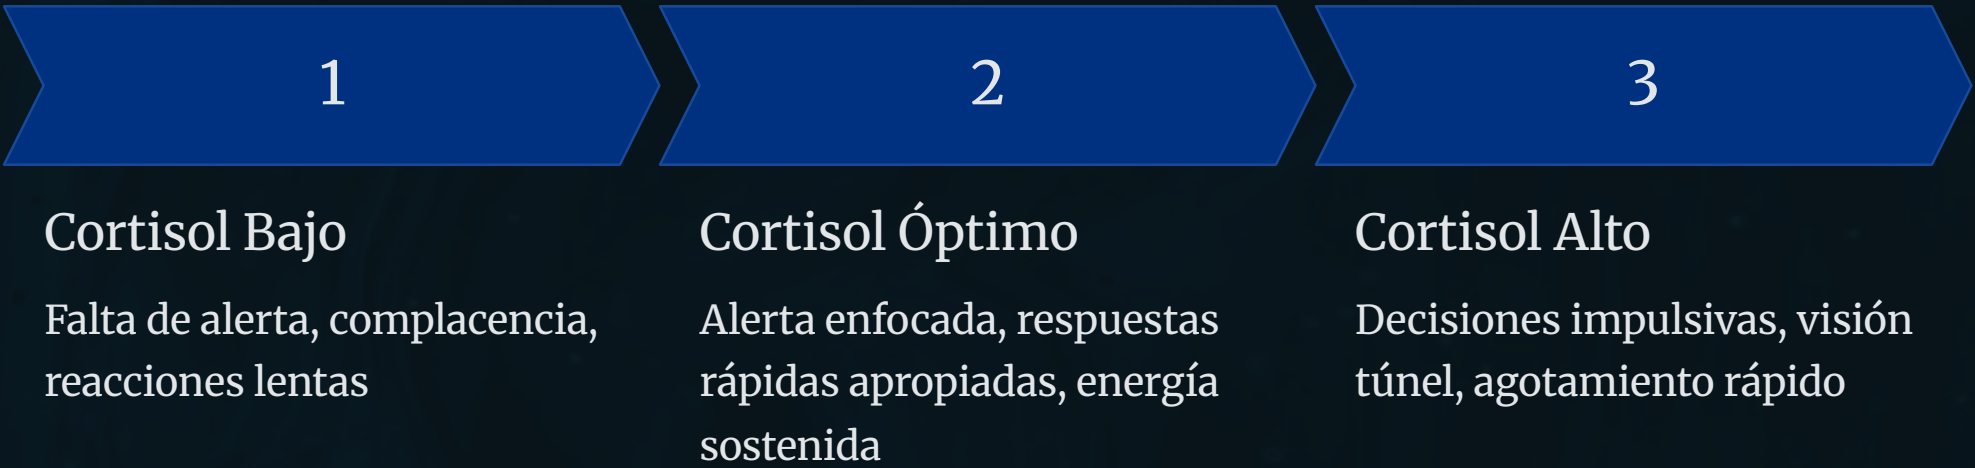 1
Cortisol Bajo
Falta de alerta, complacencia,
reacciones lentas
2
Cortisol Óptimo
Alerta enfocada, respuestas
rápidas apropiadas, energía
sostenida
3
Cortisol Alto
Decisiones impulsivas, visión
túnel, agotamiento rápido